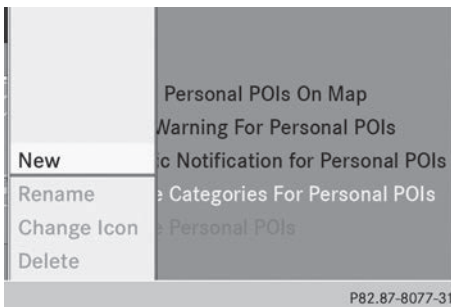 Personal POIs On Map
Warning For Personal POIs
New
ic Notification for Personal POIs
Rename
e Categories For Personal POIs
Change Icon
e Personal POIs
Delete
P82.87-8077-31